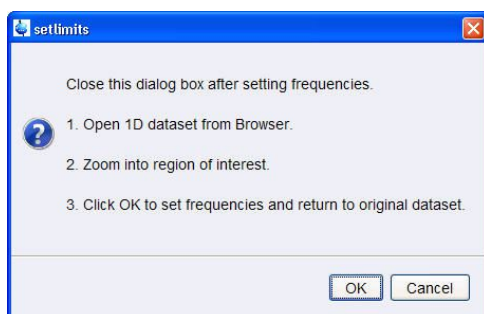 setlimits
Close this dialog box after setting frequencies.
1. Open 1D dataset from Browser.
2. Zoom into region of interest.
3. Click OK to set frequencies and return to original dataset.
OK Cancel